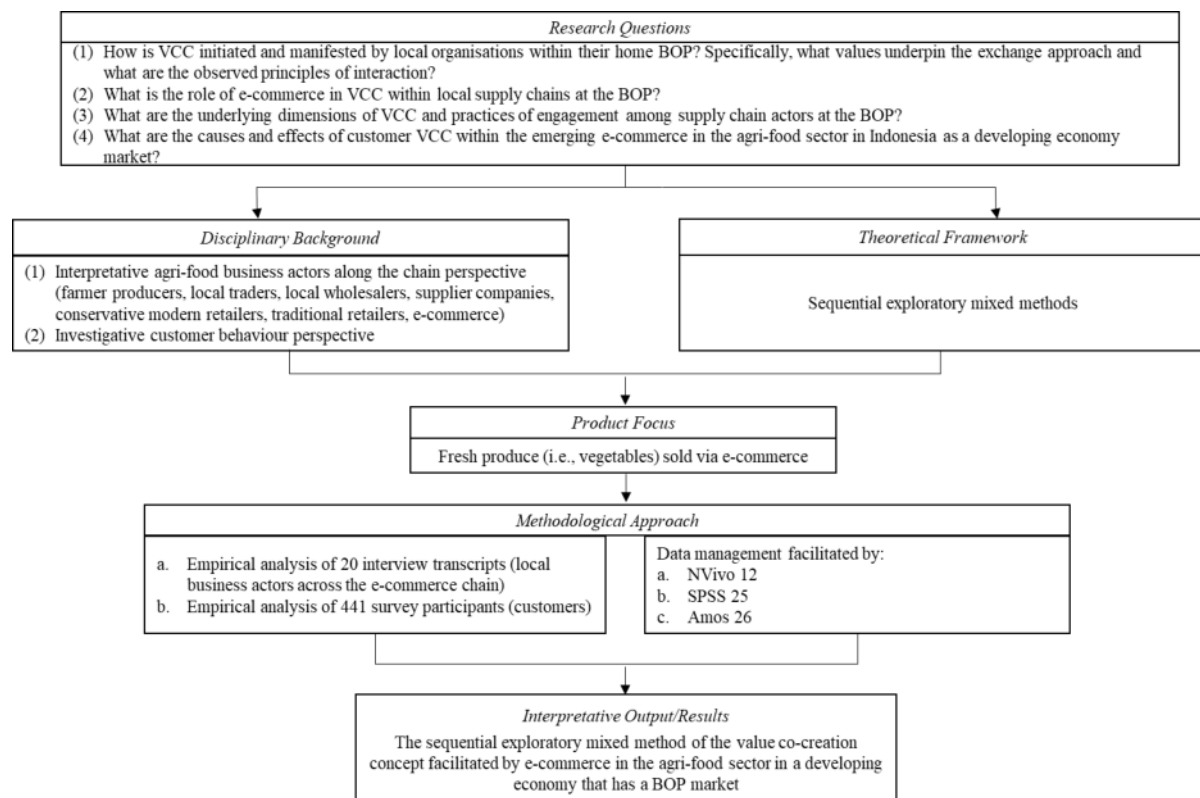 Research Questions
(1) How is VCC initiated and manifested by local organisations within their home BOP? Specifically, what values underpin the exchange approach and
what are the observed principles of interaction?
(2) What is the role of e-commerce in VCC within local supply chains at the BOP?
(3) What are the underlying dimensions of VCC and practices of engagement among supply chain actors at the BOP?
(4) What are the causes and effects of customer VCC within the emerging e-commerce in the agri-food sector in Indonesia as a developing economy
market?
Disciplinary Background
(1) Interpretative agri-food business actors along the chain perspective
(farmer producers, local traders, local wholesalers, supplier companies,
conservative modern retailers, traditional retailers, e-commerce)
(2) Investigative customer behaviour perspective
Theoretical Framework
Sequential exploratory mixed methods
Product Focus
Fresh produce (i.e., vegetables) sold via e-commerce
Methodological Approach
a. Empirical analysis of 20 interview transcripts (local
business actors across the e-commerce chain)
b. Empirical analysis of 441 survey participants (customers)
Data management facilitated by:
a. NVivo 12
b. SPSS 25
c. Amos 26
Interpretative Output/Results
The sequential exploratory mixed method of the value co-creation
concept facilitated by e-commerce in the agri-food sector in a developing
economy that has a BOP market